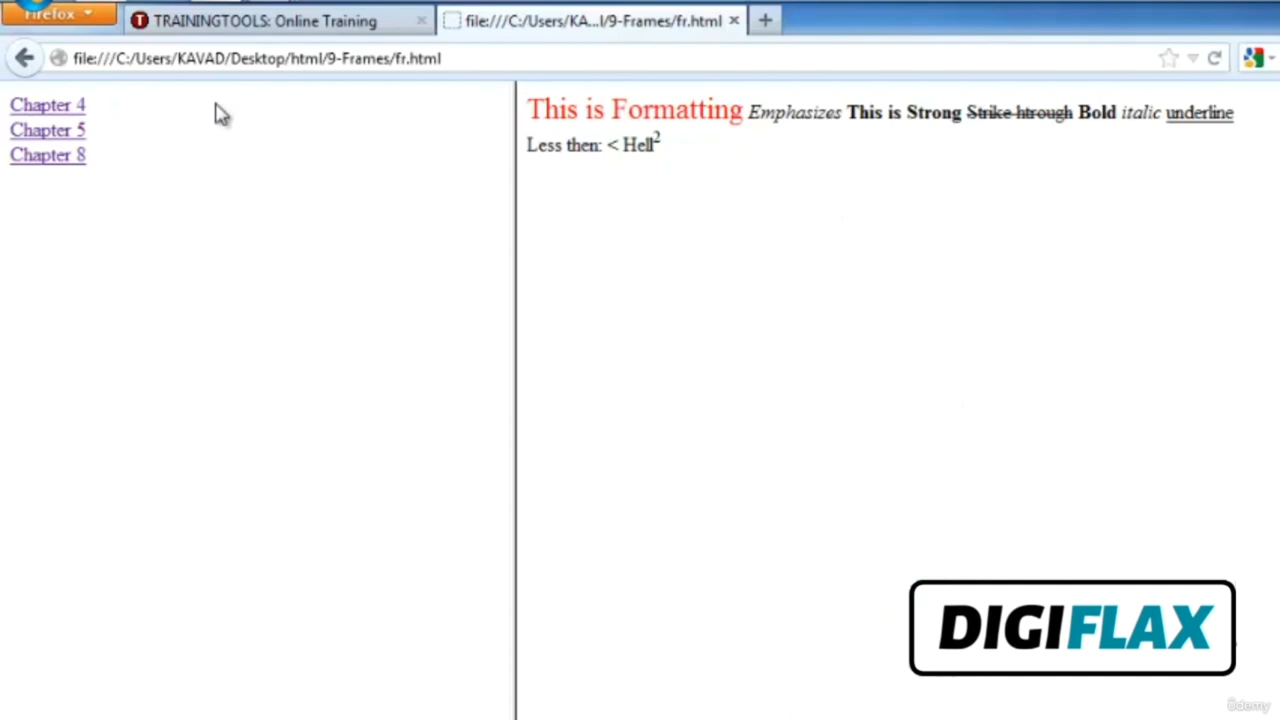 Firefox
TRAININGTOOLS: Online Training
file:///C:/Users/KA...l/9-Frames/fr.html
file:///C:/Users/KAVAD/Desktop/html/9-Frames/fr.html
Chapter 4
Chapter 5
Chapter 8
This is Formatting Emphasizes This is Strong Strike htrough Bold italic underline
Less then: < Hell²
DIGIFLAX
ûdemy